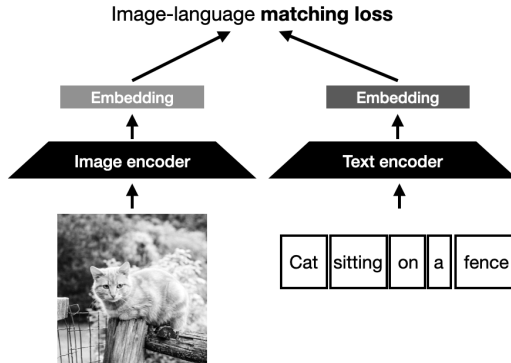 Image-language matching loss
Embedding Embedding
Image encoder Text encoder
Cat sitting on a fence